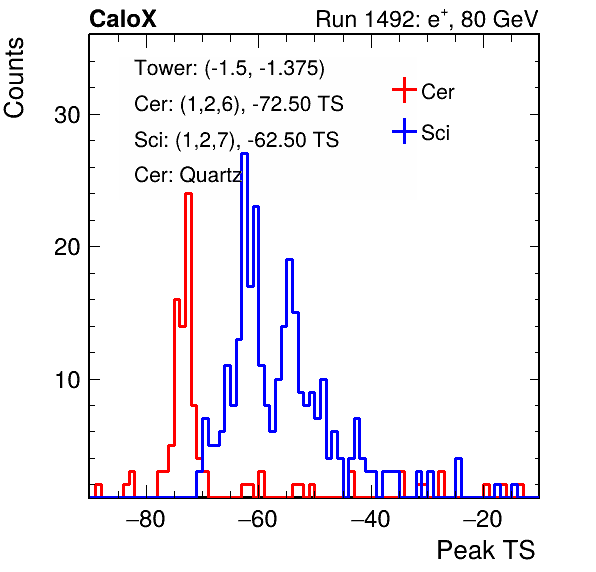 CaloX Run 1492: e⁺, 80 GeV
Counts
Tower: (-1.5, -1.375)
Cer: (1,2,6), -72.50 TS
Sci: (1,2,7), -62.50 TS
Cer: Quartz
Cer
Sci
30
20
10
−80 −60 −40 −20
Peak TS